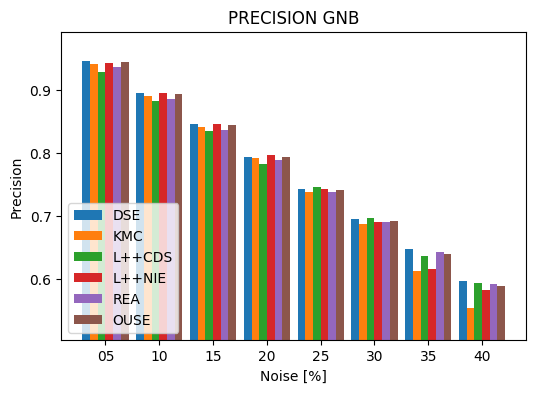 PRECISION GNB
Precision
0.9
0.8
0.7
0.6
DSE
KMC
L++CDS
L++NIE
REA
OUSE
05 10 15 20 25 30 35 40
Noise [%]